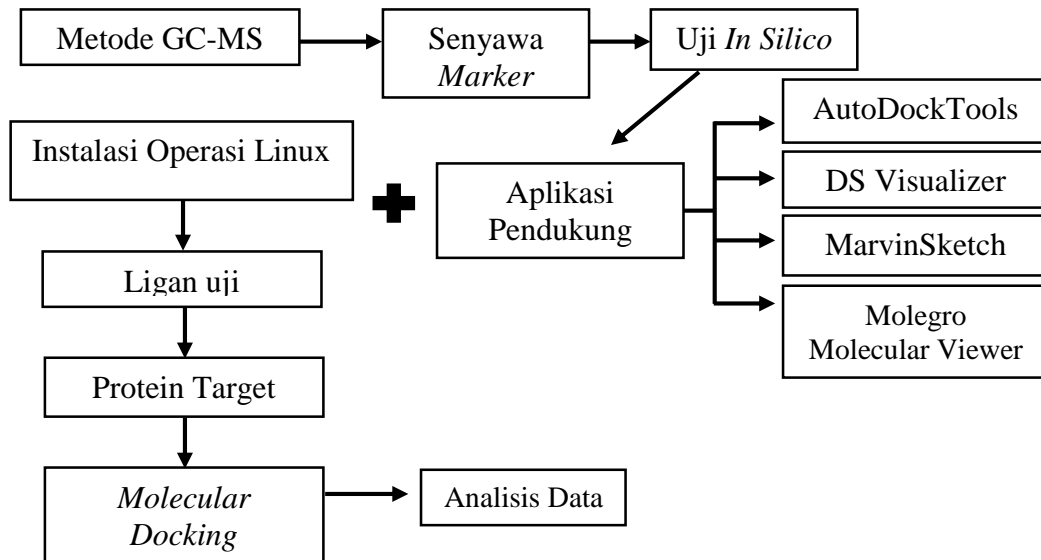 Metode GC-MS
Senyawa
Marker
Uji In Silico
AutoDockTools
Instalasi Operasi Linux
DS Visualizer
Aplikasi
Pendukung
MarvinSketch
Ligan uji
Molegro
Molecular Viewer
Protein Target
Molecular
Docking
Analisis Data